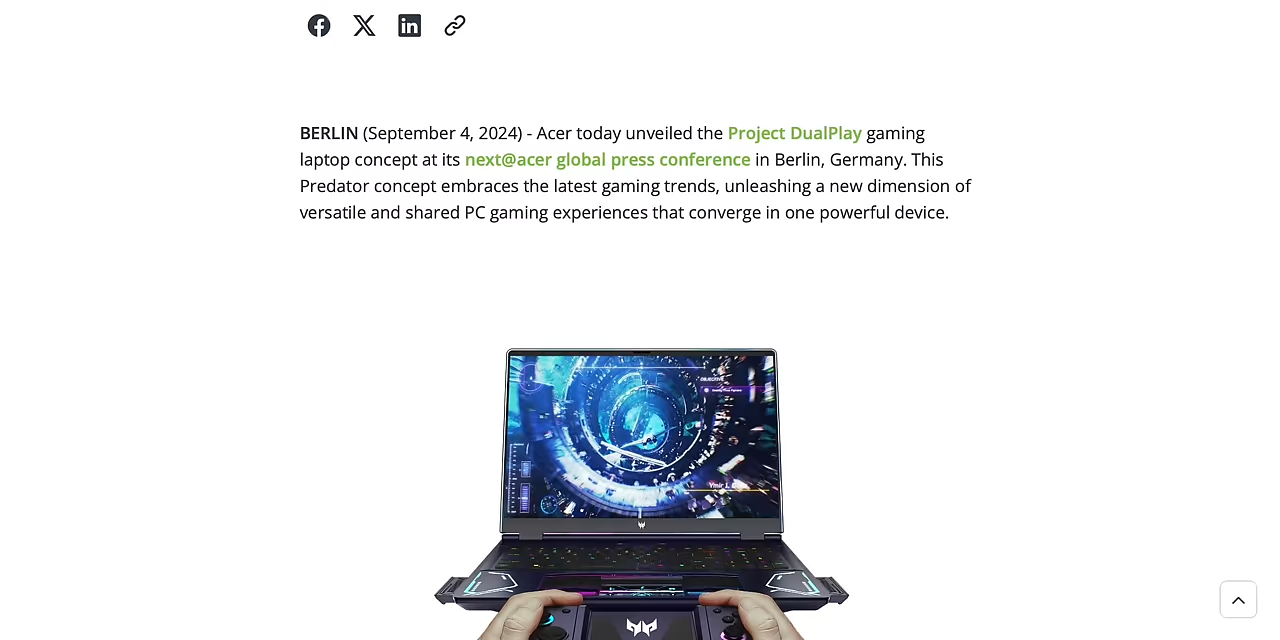 BERLIN (September 4, 2024) - Acer today unveiled the Project DualPlay gaming
laptop concept at its next@acer global press conference in Berlin, Germany. This
Predator concept embraces the latest gaming trends, unleashing a new dimension of
versatile and shared PC gaming experiences that converge in one powerful device.
OBJECTIVE